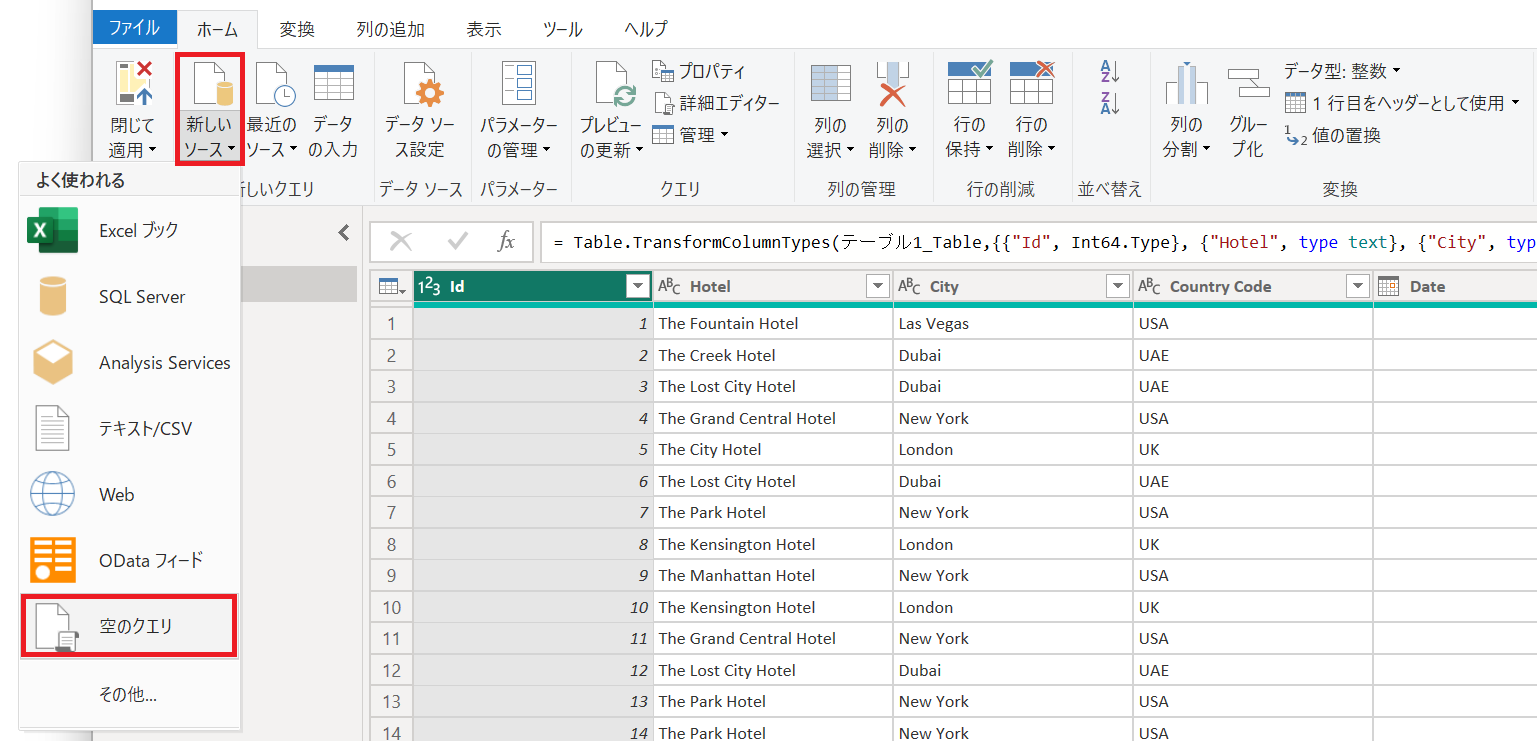 ファイル ホーム 変換 列の追加 表示 ツール ヘルプ
閉じて
適用
新しい
ソース
最近の
ソース
データ
の入力
データ ソー
ス設定
パラメーター
の管理
プレビュー
の更新
プロパティ
詳細エディター
管理
列の
選択
列の
削除
行の
保持
行の
削除
A
Z
Z
A
列の
分割
グルー
プ化
データ型: 整数
1 行目をヘッダーとして使用
1
2 値の置換
しいクエリ データ ソース パラメーター クエリ 列の管理 行の削減 並べ替え 変換
よく使われる
Excel ブック
SQL Server
Analysis Services
テキスト/CSV
Web
OData フィード
空のクエリ
その他...
fx = Table.TransformColumnTypes(テーブル1_Table,{{"Id", Int64.Type}, {"Hotel", type text}, {"City", typ
123 Id ABC Hotel ABC City ABC Country Code Date
1 1 The Fountain Hotel Las Vegas USA
2 2 The Creek Hotel Dubai UAE
3 3 The Lost City Hotel Dubai UAE
4 4 The Grand Central Hotel New York USA
5 5 The City Hotel London UK
6 6 The Lost City Hotel Dubai UAE
7 7 The Park Hotel New York USA
8 8 The Kensington Hotel London UK
9 9 The Manhattan Hotel New York USA
10 10 The Kensington Hotel London UK
11 11 The Grand Central Hotel New York USA
12 12 The Lost City Hotel Dubai UAE
13 13 The Park Hotel New York USA
14 14 The Park Hotel New York USA